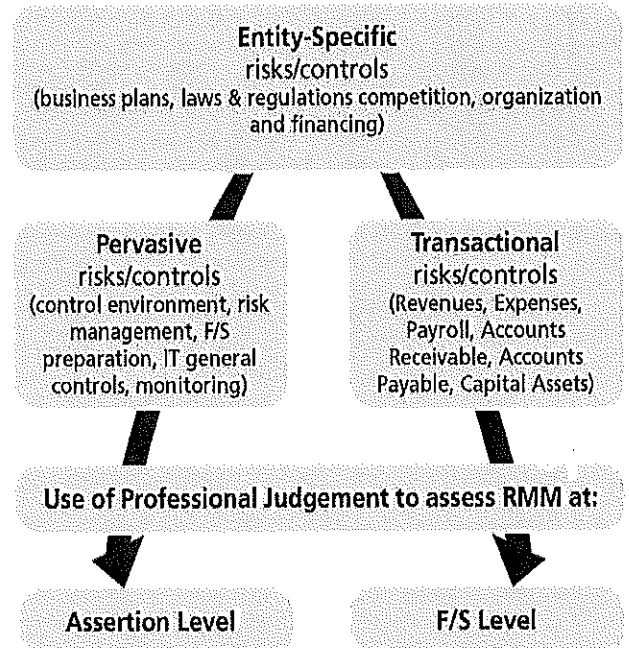 Entity-Specific
risks/controls
(business plans, laws & regulations competition, organization
and financing)
Pervasive
risks/controls
(control environment, risk
management, F/S
preparation, IT general
controls, monitoring)
Transactional
risks/controls
(Revenues, Expenses,
Payroll, Accounts
Receivable, Accounts
Payable, Capital Assets)
Use of Professional Judgement to assess RMM at:
Assertion Level
F/S Level